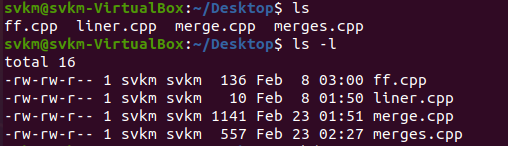 svkm@svkm-VirtualBox:~/Desktop$ ls
ff.cpp  liner.cpp  merge.cpp  merges.cpp
svkm@svkm-VirtualBox:~/Desktop$ ls -l
total 16
-rw-rw-r-- 1 svkm svkm  136 Feb  8 03:00 ff.cpp
-rw-rw-r-- 1 svkm svkm   10 Feb  8 01:50 liner.cpp
-rw-rw-r-- 1 svkm svkm 1141 Feb 23 01:51 merge.cpp
-rw-rw-r-- 1 svkm svkm  557 Feb 23 02:27 merges.cpp